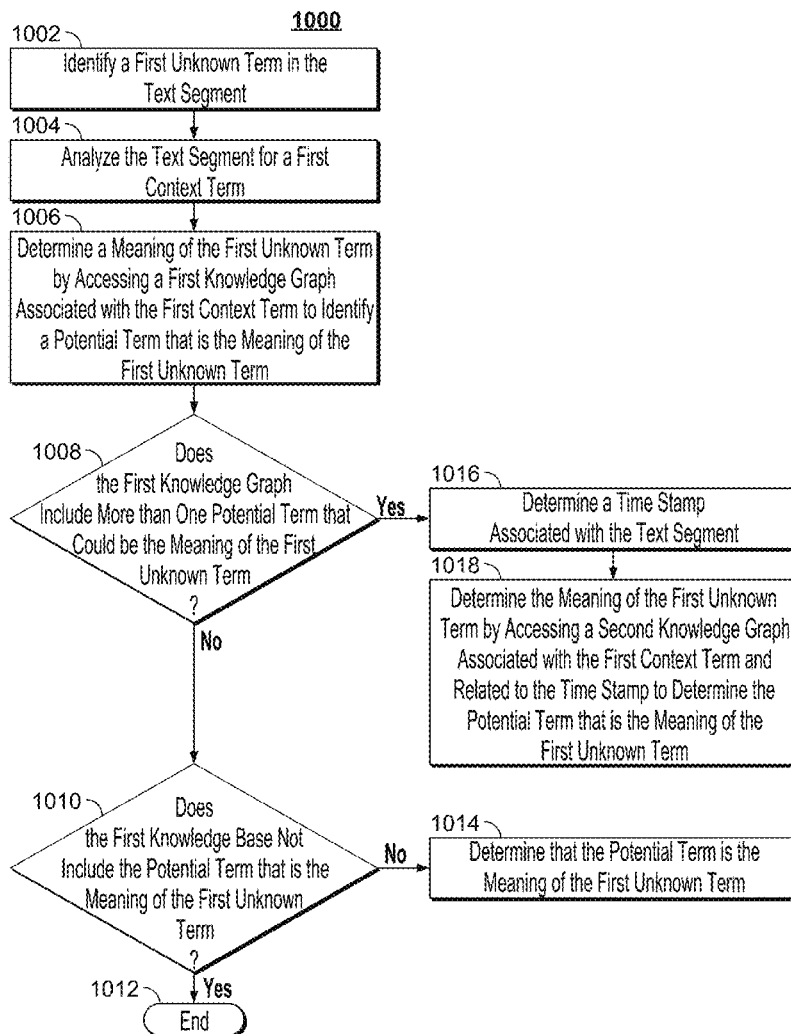 1000
1002
Identify a First Unknown Term in the
Text Segment
1004
Analyze the Text Segment for a First
Context Term
1006
Determine a Meaning of the First Unknown Term
by Accessing a First Knowledge Graph
Associated with the First Context Term to Identify
a Potential Term that is the Meaning of the
First Unknown Term
1008
Does
the First Knowledge Graph
Include More than One Potential Term that
Could be the Meaning of the First
Unknown Term
?
Yes
No
1016
Determine a Time Stamp
Associated with the Text Segment
1018
Determine the Meaning of the First Unknown
Term by Accessing a Second Knowledge Graph
Associated with the First Context Term and
Related to the Time Stamp to Determine the
Potential Term that is the Meaning of the
First Unknown Term
1010
Does
the First Knowledge Base Not
Include the Potential Term that is the
Meaning of the First Unknown
Term
?
No
Yes
1014
Determine that the Potential Term is the
Meaning of the First Unknown Term
1012
End